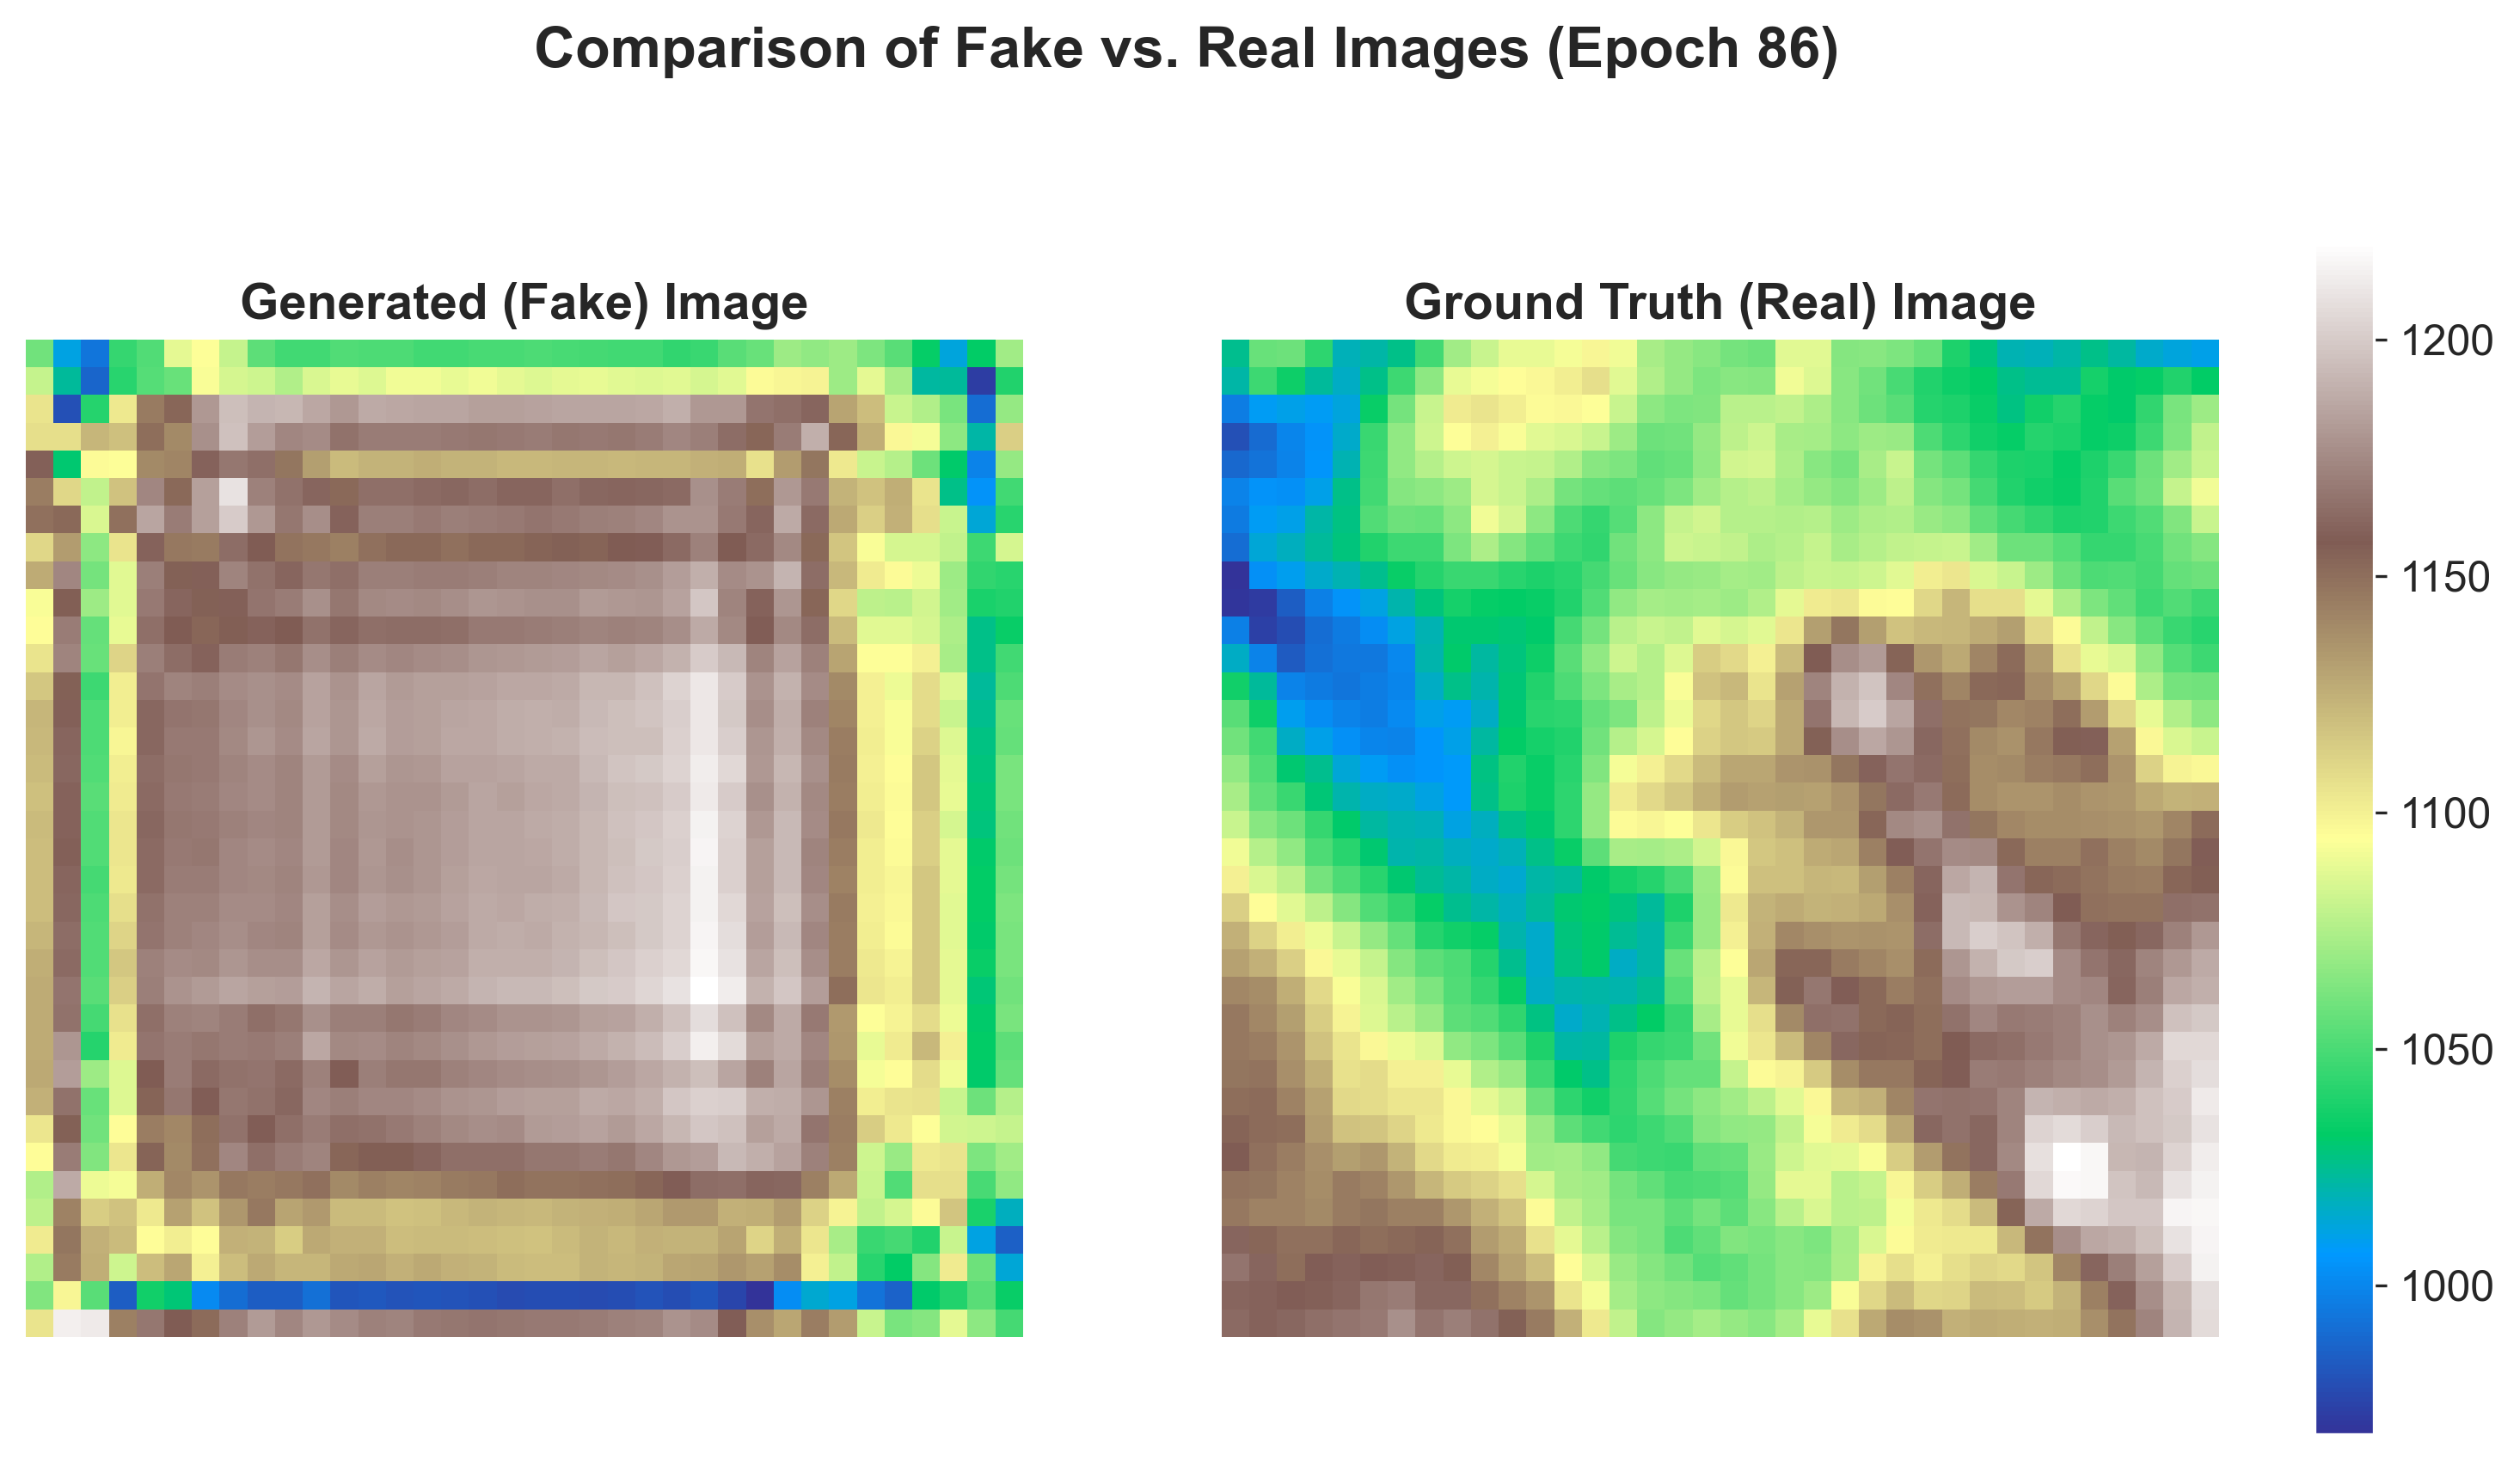 Comparison of Fake vs. Real Images (Epoch 86)
Generated (Fake) Image
Ground Truth (Real) Image
1200
1150
1100
1050
1000